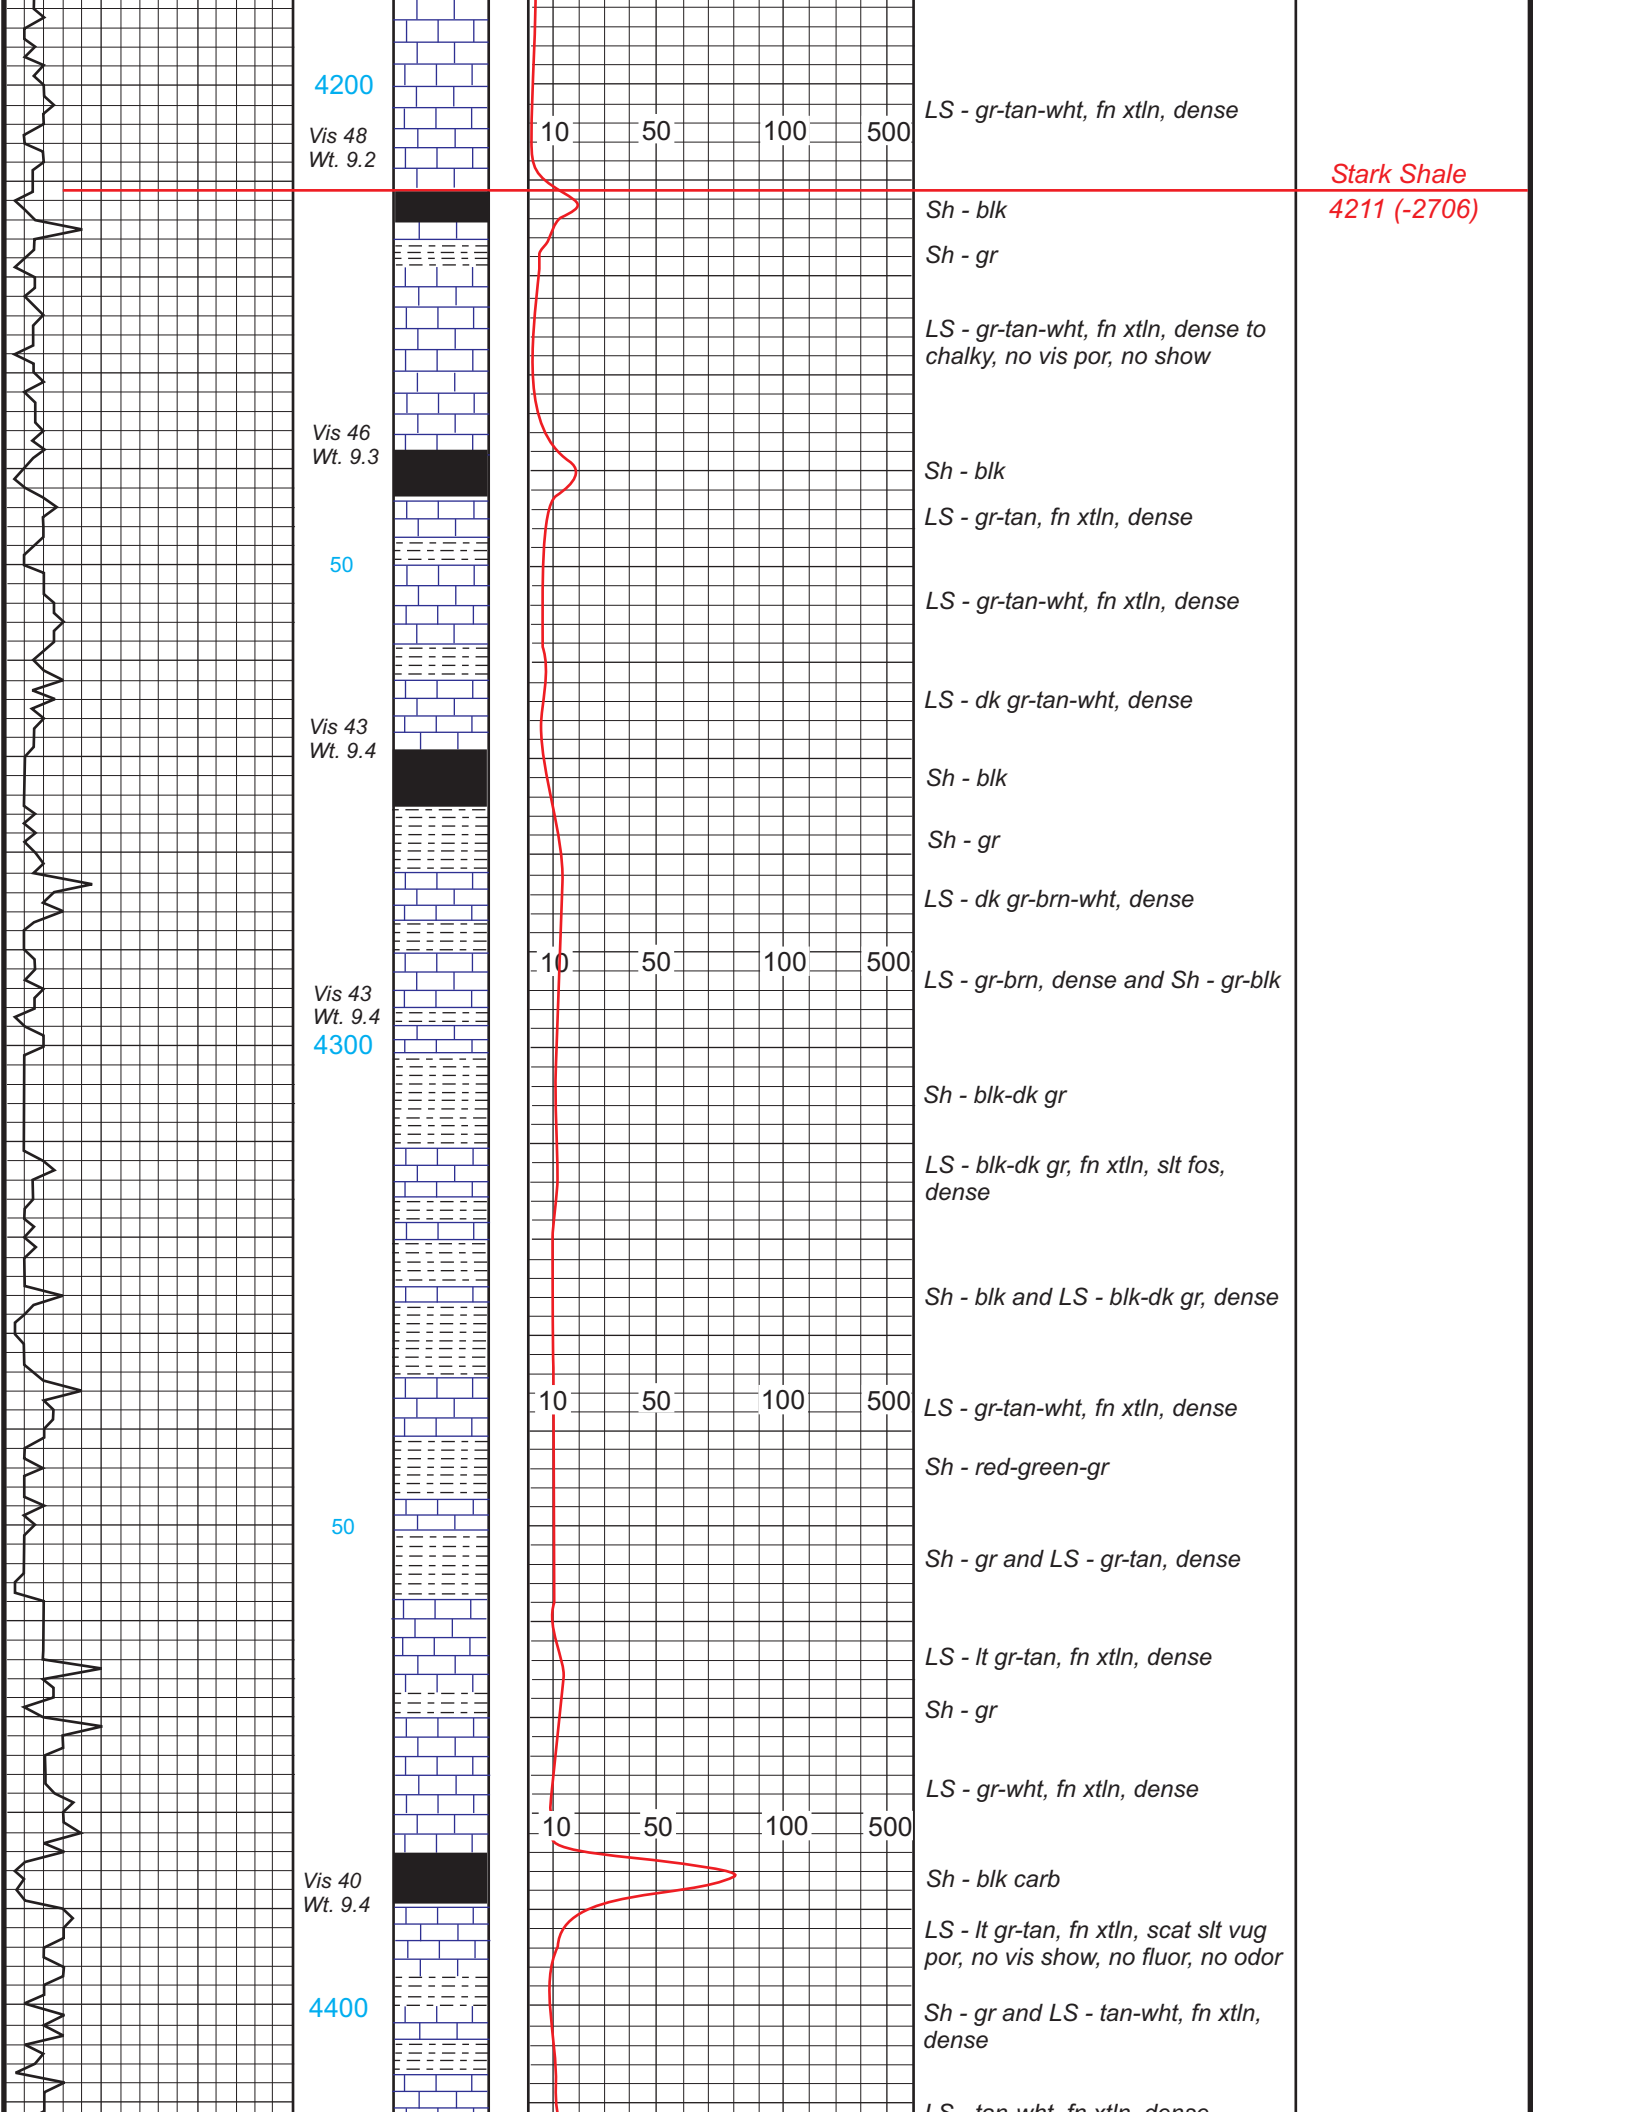 4200
LS - gr-tan-wht, fn xtln, dense
Vis 48
Wt. 9.2
10 50 100 500
Stark Shale
4211 (-2706)
Sh - blk
Sh - gr
LS - gr-tan-wht, fn xtln, dense to
chalky, no vis por, no show
Vis 46
Wt. 9.3
Sh - blk
LS - gr-tan, fn xtln, dense
50
LS - gr-tan-wht, fn xtln, dense
LS - dk gr-tan-wht, dense
Vis 43
Wt. 9.4
Sh - blk
Sh - gr
LS - dk gr-brn-wht, dense
10 50 100 500
LS - gr-brn, dense and Sh - gr-blk
Vis 43
Wt. 9.4
4300
Sh - blk-dk gr
LS - blk-dk gr, fn xtln, slt fos,
dense
Sh - blk and LS - blk-dk gr, dense
10 50 100 500
LS - gr-tan-wht, fn xtln, dense
Sh - red-green-gr
50
Sh - gr and LS - gr-tan, dense
LS - lt gr-tan, fn xtln, dense
Sh - gr
LS - gr-wht, fn xtln, dense
10 50 100 500
Vis 40
Wt. 9.4
Sh - blk carb
LS - lt gr-tan, fn xtln, scat slt vug
por, no vis show, no fluor, no odor
4400
Sh - gr and LS - tan-wht, fn xtln,
dense
LS - tan-wht, fn xtln, dense